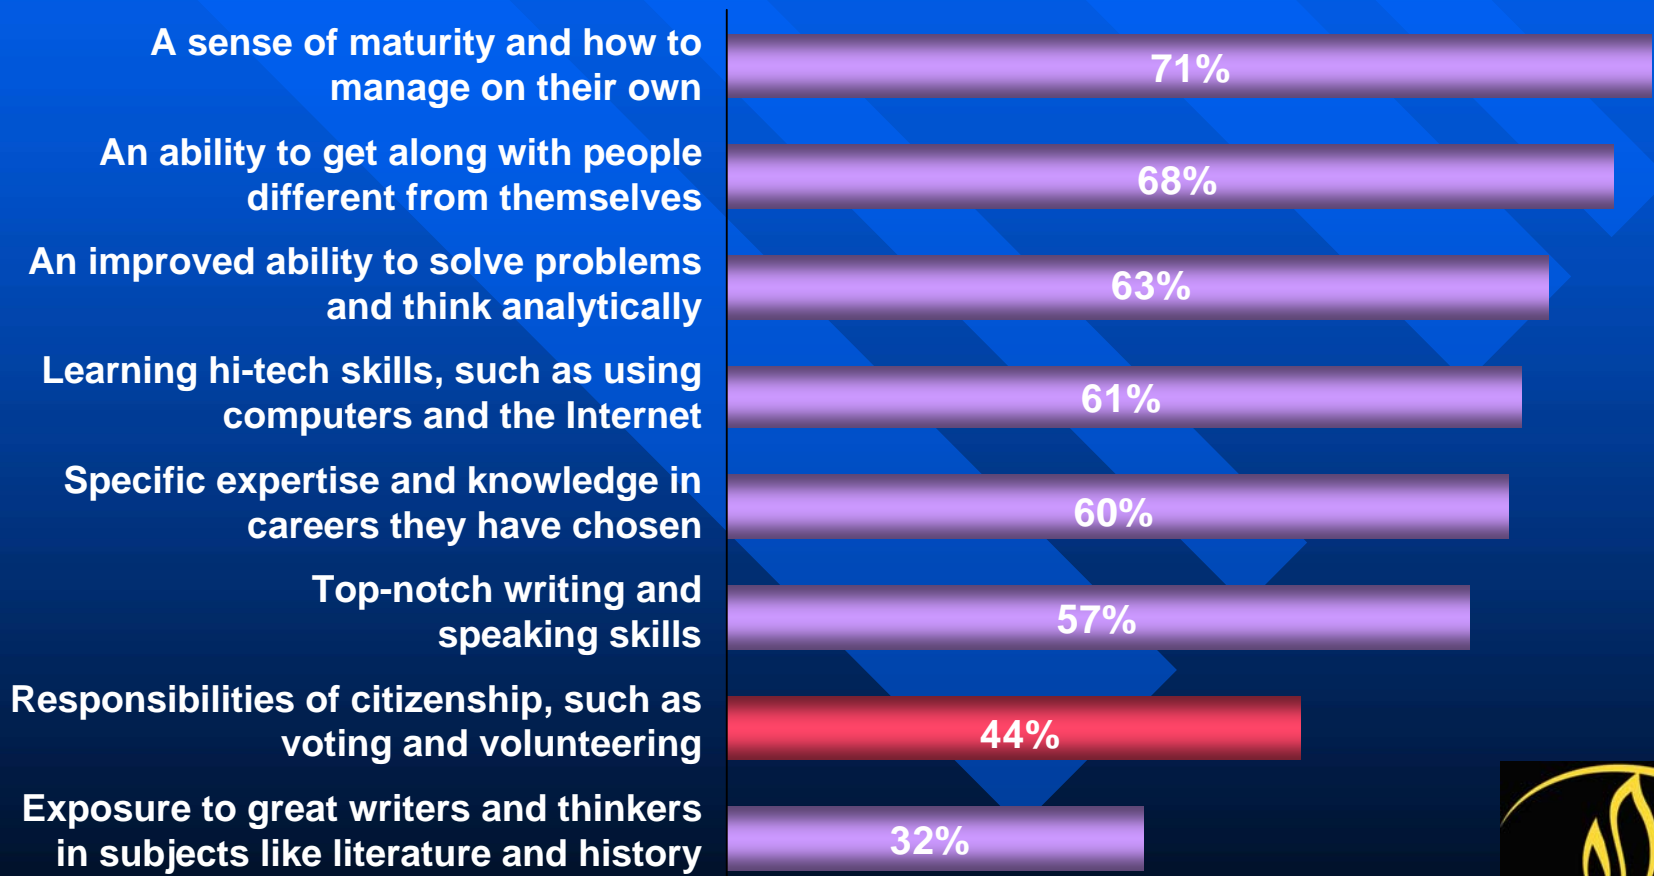 A sense of maturity and how to
manage on their own
71%
An ability to get along with people
different from themselves
68%
An improved ability to solve problems
and think analytically
63%
Learning hi-tech skills, such as using
computers and the Internet
61%
Specific expertise and knowledge in
careers they have chosen
60%
Top-notch writing and
speaking skills
57%
Responsibilities of citizenship, such as
voting and volunteering
44%
Exposure to great writers and thinkers
in subjects like literature and history
32%